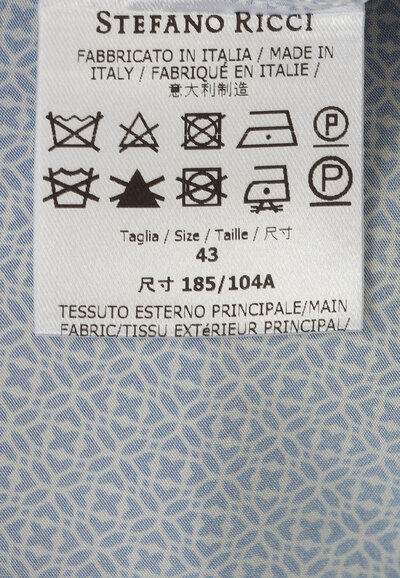 STEFANO RICCI
FABBRICATO IN ITALIA / MADE IN
ITALY / FABRIQUÉ EN ITALIE /
意大利制造
P
P
Taglia / Size / Taille / 尺寸
43
尺寸 185/104A
TESSUTO ESTERNO PRINCIPALE/MAIN
FABRIC/TISSU EXTéRIEUR PRINCIPAL/